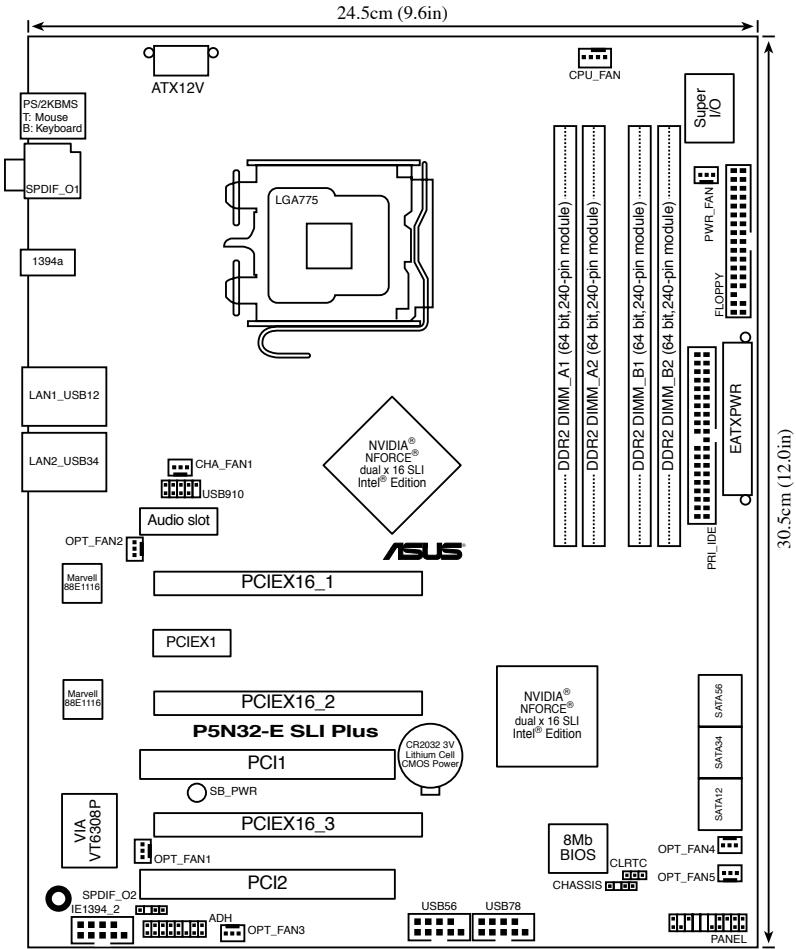 24.5cm (9.6in)
ATX12V
CPU_FAN
Super
I/O
PS/2KBMS
T: Mouse
B: Keyboard
SPDIF_O1
LGA775
PWR_FAN
FLOPPY
1394a
DDR2 DIMM_A1 (64 bit,240-pin module)
DDR2 DIMM_A2 (64 bit,240-pin module)
DDR2 DIMM_B1 (64 bit,240-pin module)
DDR2 DIMM_B2 (64 bit,240-pin module)
LAN1_USB12
LAN2_USB34
EATXPWR
PRI_IDE
30.5cm (12.0in)
NVIDIA®
NFORCE®
dual x 16 SLI
Intel® Edition
CHA_FAN1
USB910
Audio slot
OPT_FAN2
ASUS
Marvell
88E1116
PCIEX16_1
PCIEX1
Marvell
88E1116
PCIEX16_2
P5N32-E SLI Plus
NVIDIA®
NFORCE®
dual x 16 SLI
Intel® Edition
SATA56
SATA34
SATA12
CR2032 3V
Lithium Cell
CMOS Power
PCI1
SB_PWR
VIA
VT6308P
PCIEX16_3
8Mb
BIOS
OPT_FAN4
OPT_FAN1
CLRTC
CHASSIS
OPT_FAN5
PCI2
SPDIF_O2
IE1394_2
ADH
OPT_FAN3
USB56
USB78
PANEL